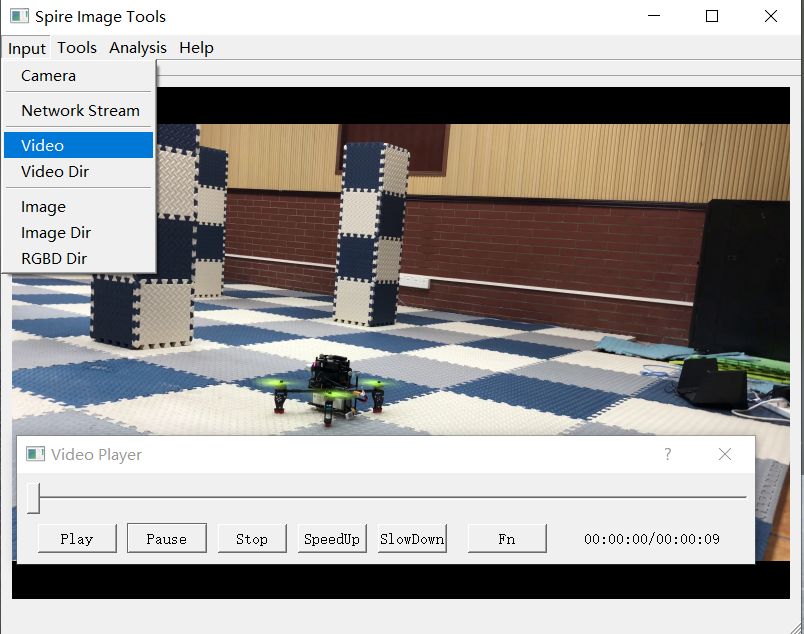 Spire Image Tools
Input Tools Analysis Help
Camera
Network Stream
Video
Video Dir
Image
Image Dir
RGBD Dir
Video Player
?
Play Pause Stop SpeedUp SlowDown Fn 00:00:00/00:00:09